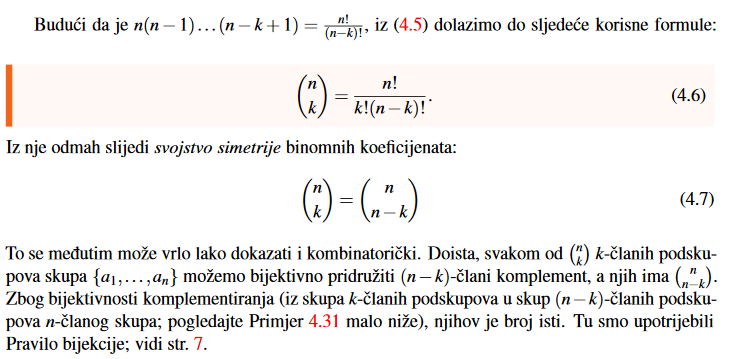 Budući da je n(n−1)…(n−k+1) = n!/(n−k)!, iz (4.5) dolazimo do sljedeće korisne formule:
(n k) = n!/(k!(n−k)!). (4.6)
Iz nje odmah slijedi svojstvo simetrije binomnih koeficijenata:
(n k) = (n n−k) (4.7)
To se međutim može vrlo lako dokazati i kombinatorički. Doista, svakom od (n k) k-članih podsku-
pova skupa {a₁,…,aₙ} možemo bijektivno pridružiti (n−k)-člani komplement, a njih ima (n n−k).
Zbog bijektivnosti komplementiranja (iz skupa k-članih podskupova u skup (n−k)-članih podsku-
pova n-članog skupa; pogledajte Primjer 4.31 malo niže), njihov je broj isti. Tu smo upotrijebili
Pravilo bijekcije; vidi str. 7.